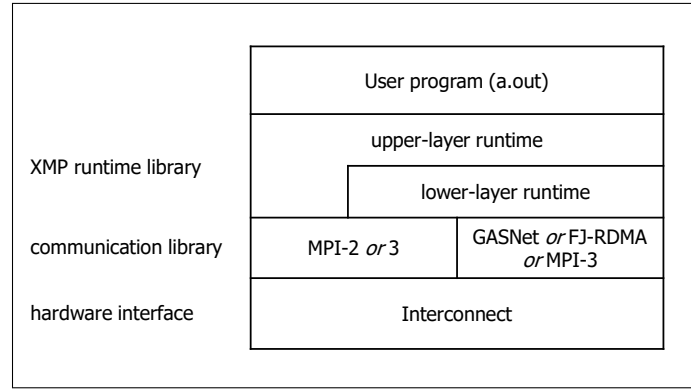 User program (a.out)
upper-layer runtime
XMP runtime library
lower-layer runtime
communication library
MPI-2 or 3
GASNet or FJ-RDMA
or MPI-3
hardware interface
Interconnect